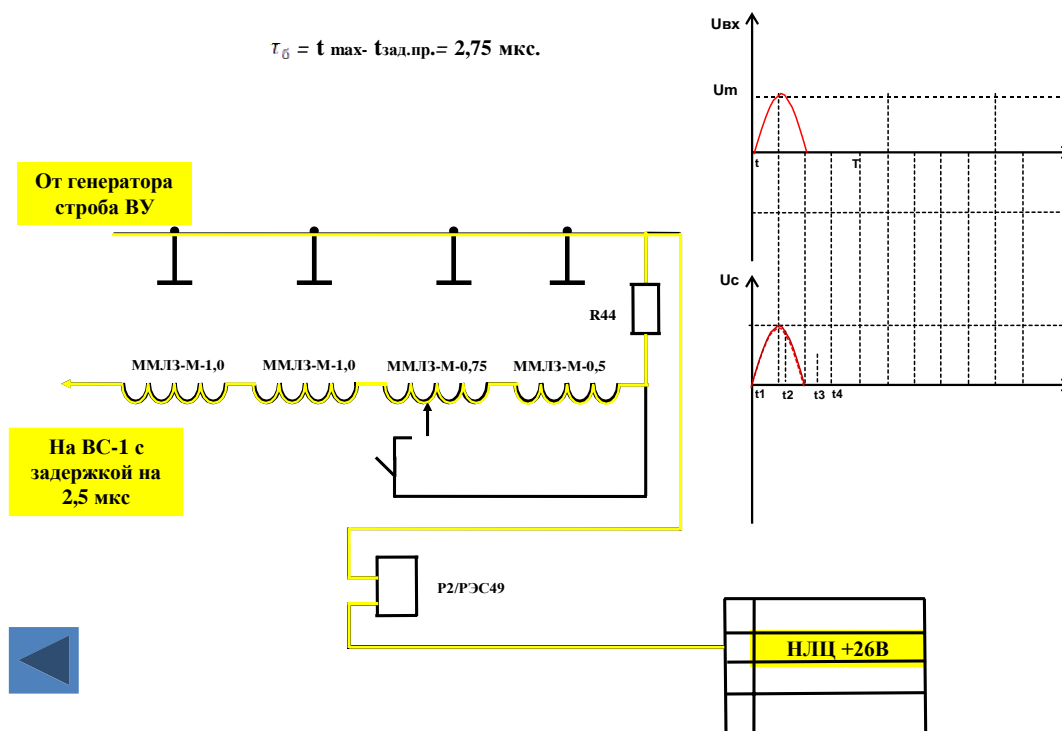 τб = t max- tзад.пр.= 2,75 мкс.
Uвх
Um
t
T
От генератора
строба ВУ
Uc
R44
ММЛЗ-М-1,0
ММЛЗ-М-1,0
ММЛЗ-М-0,75
ММЛЗ-М-0,5
t1
t2
t3
t4
На ВС-1 с
задержкой на
2,5 мкс
Р2/РЭС49
НЛЦ +26В